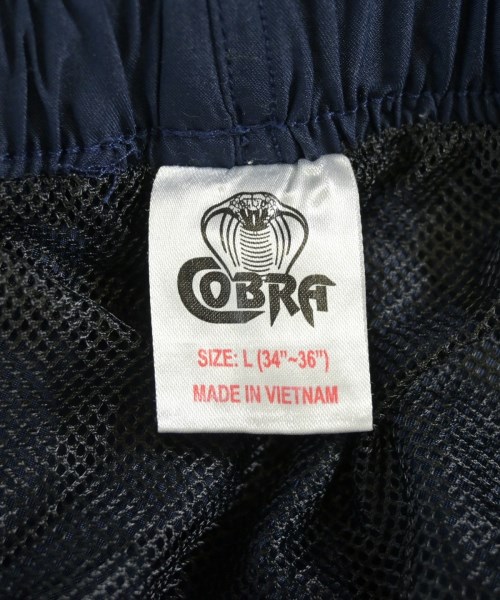 COBRA
SIZE: L (34"~36")
MADE IN VIETNAM